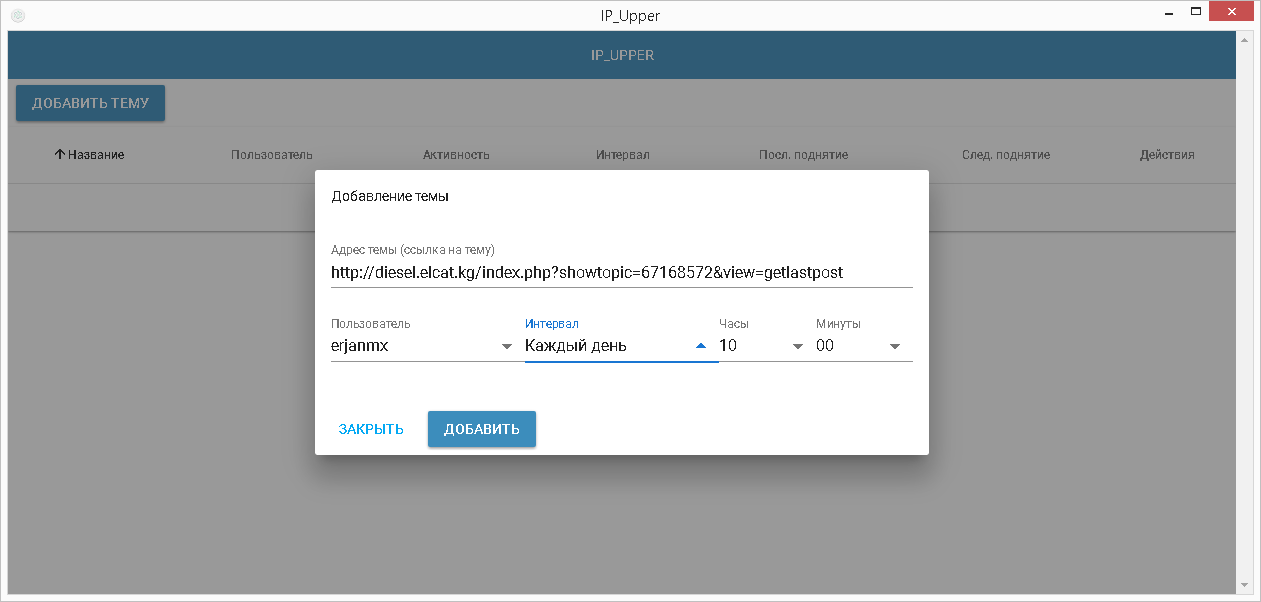 IP_Upper
IP_UPPER
ДОБАВИТЬ ТЕМУ
Название Пользователь Активность Интервал Посл. поднятие След. поднятие Действия
Добавление темы
Адрес темы (ссылка на тему)
http://diesel.elcat.kg/index.php?showtopic=67168572&view=getlastpost
Пользователь Интервал Часы Минуты
erjanmx Каждый день 10 00
ЗАКРЫТЬ ДОБАВИТЬ